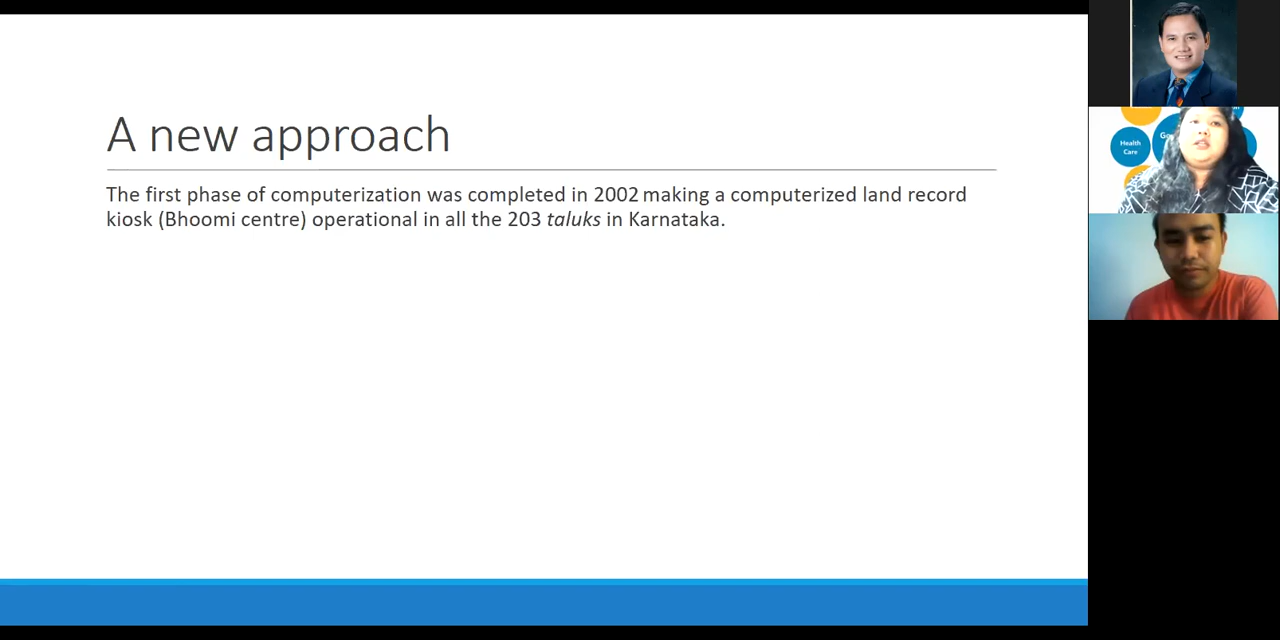 A new approach
The first phase of computerization was completed in 2002 making a computerized land record
kiosk (Bhoomi centre) operational in all the 203 taluks in Karnataka.
Health
Care